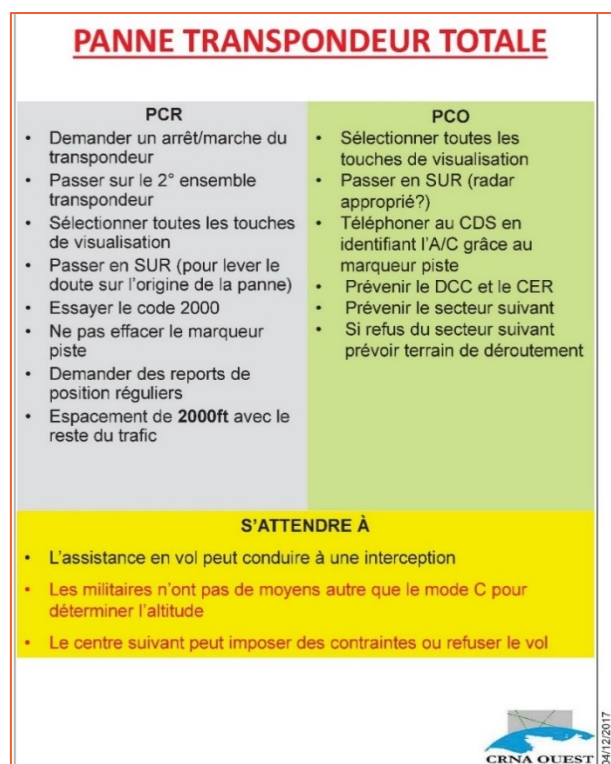 PANNE TRANSPONDEUR TOTALE
PCR
• Demander un arrêt/marche du
transpondeur
• Passer sur le 2° ensemble
transpondeur
• Sélectionner toutes les touches
de visualisation
• Passer en SUR (pour lever le
doute sur l'origine de la panne)
• Essayer le code 2000
• Ne pas effacer le marqueur
piste
• Demander des reports de
position réguliers
• Espacement de 2000ft avec le
reste du trafic
PCO
• Sélectionner toutes les
touches de visualisation
• Passer en SUR (radar
approprié?)
• Téléphoner au CDS en
identifiant l'A/C grâce au
marqueur piste
• Prévenir le DCC et le CER
• Prévenir le secteur suivant
• Si refus du secteur suivant
prévoir terrain de déroutement
S'ATTENDRE À
• L'assistance en vol peut conduire à une interception
• Les militaires n'ont pas de moyens autre que le mode C pour
déterminer l'altitude
• Le centre suivant peut imposer des contraintes ou refuser le vol
CRNA OUEST
04/12/2017